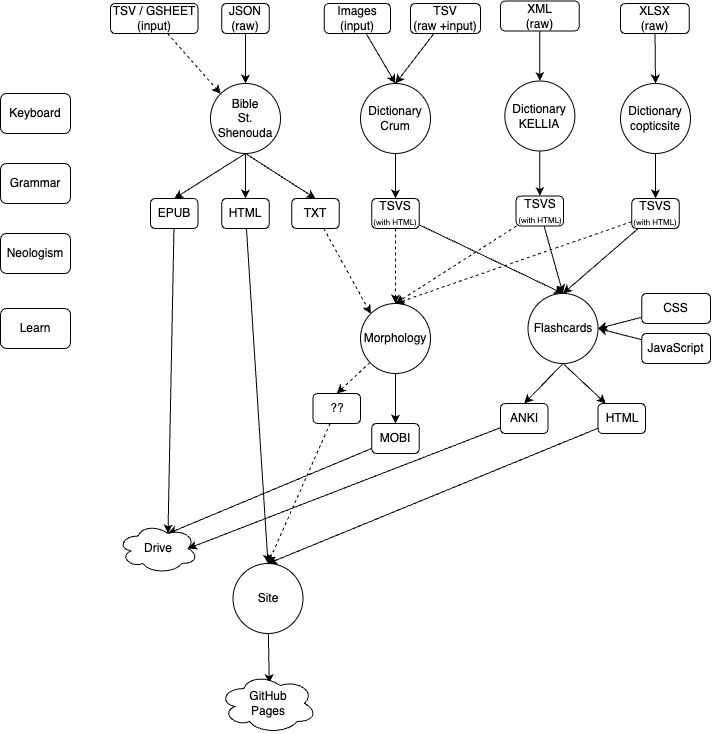 TSV / GSHEET
(input)
JSON
(raw)
Images
(input)
TSV
(raw +input)
XML
(raw)
XLSX
(raw)
Keyboard
Bible
St.
Shenouda
Dictionary
Crum
Dictionary
KELLIA
Dictionary
copticsite
Grammar
EPUB
HTML
TXT
TSVS
(with HTML)
TSVS
(with HTML)
TSVS
(with HTML)
Neologism
Learn
Morphology
Flashcards
CSS
JavaScript
??
MOBI
ANKI
HTML
Drive
Site
GitHub
Pages